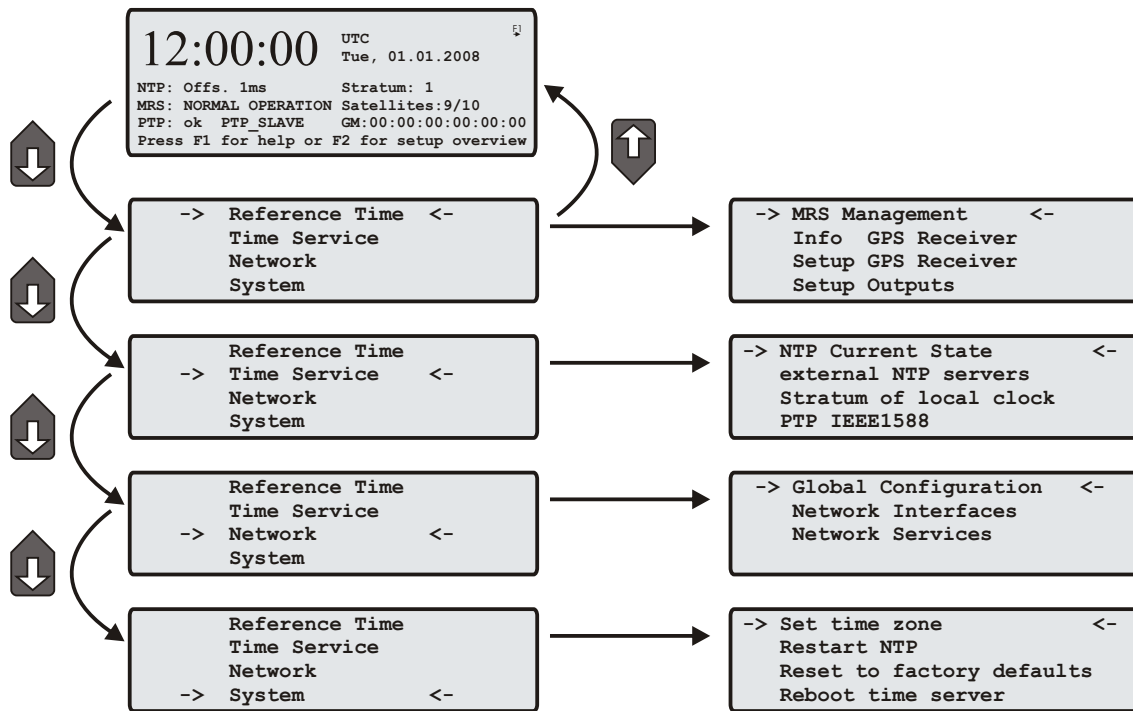 12:00:00 UTC F1
Tue, 01.01.2008
NTP: Offs. 1ms Stratum: 1
MRS: NORMAL OPERATION Satellites:9/10
PTP: ok PTP_SLAVE GM:00:00:00:00:00:00
Press F1 for help or F2 for setup overview
-> Reference Time <-
Time Service
Network
System
-> MRS Management <-
Info GPS Receiver
Setup GPS Receiver
Setup Outputs
Reference Time
-> Time Service <-
Network
System
-> NTP Current State <-
external NTP servers
Stratum of local clock
PTP IEEE1588
Reference Time
Time Service
-> Network <-
System
-> Global Configuration <-
Network Interfaces
Network Services
Reference Time
Time Service
Network
-> System <-
-> Set time zone <-
Restart NTP
Reset to factory defaults
Reboot time server